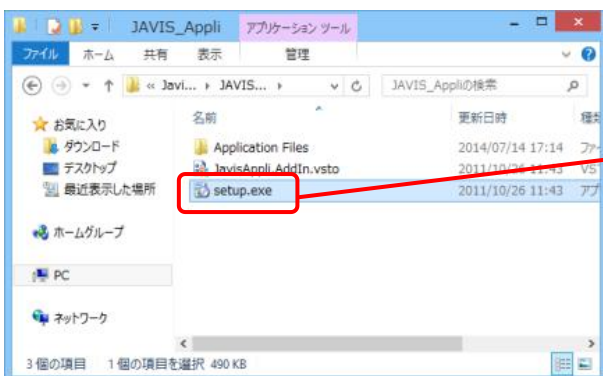 JAVIS_Appli アプリケーション ツール
ファイル ホーム 共有 表示 管理
« Javi... JAVIS... JAVIS_Appliの検索
名前 更新日時
お気に入り
ダウンロード
デスクトップ
最近表示した場所
ホームグループ
PC
ネットワーク
Application Files 2014/07/14 17:14
JavisAppli.AddIn.vsto 2011/10/26 11:43
setup.exe 2011/10/26 11:43
3 個の項目 1 個の項目を選択 490 KB